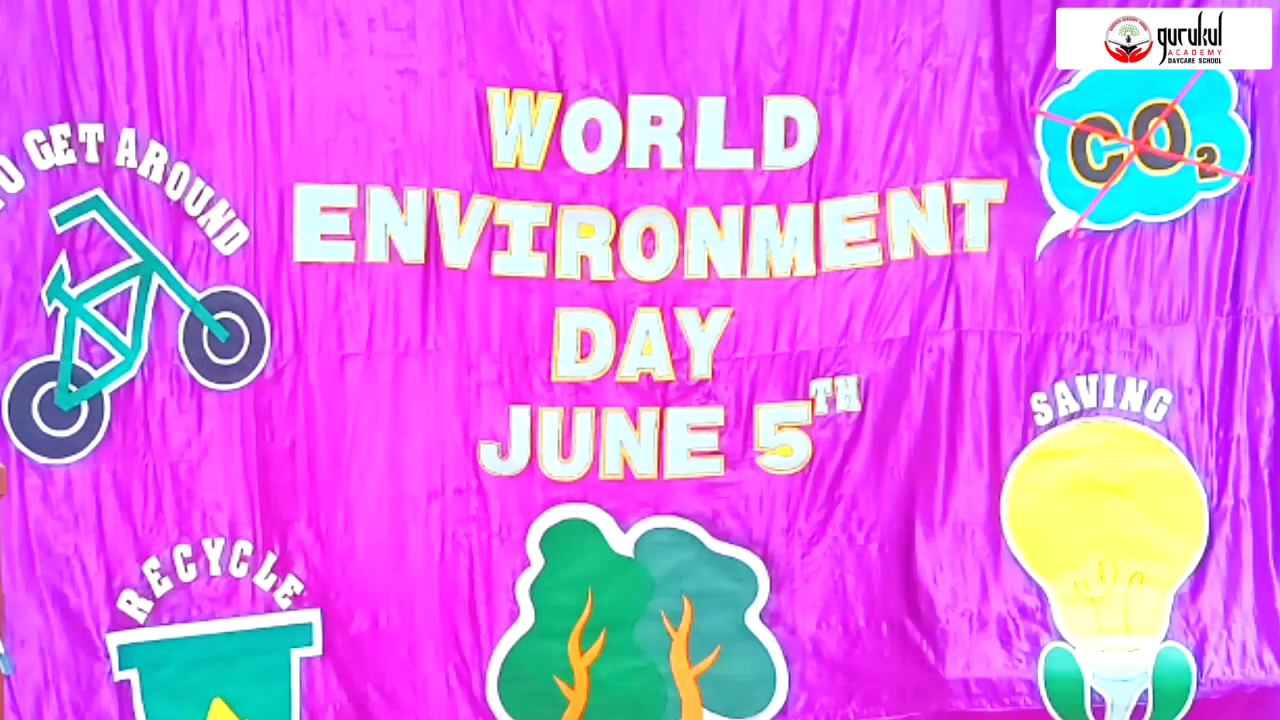 gurukul
ACADEMY
DAYCARE SCHOOL
WORLD
ENVIRONMENT
DAY
JUNE 5TH
CO2
GET AROUND
SAVING
RECYCLE